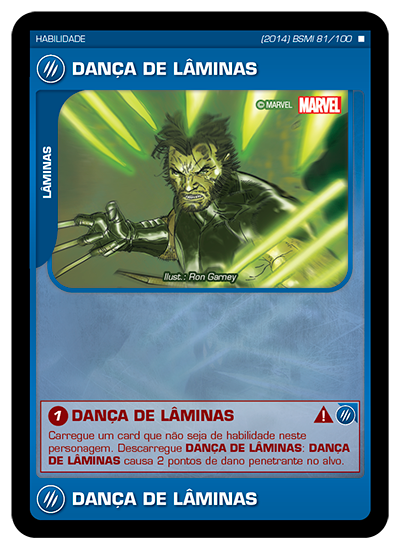 HABILIDADE
(2014) BSMI 81/100 ■
DANÇA DE LÂMINAS
LÂMINAS
© MARVEL MARVEL
Ilust.: Ron Garney
1 DANÇA DE LÂMINAS
Carregue um card que não seja de habilidade neste
personagem. Descarregue DANÇA DE LÂMINAS: DANÇA
DE LÂMINAS causa 2 pontos de dano penetrante no alvo.
DANÇA DE LÂMINAS